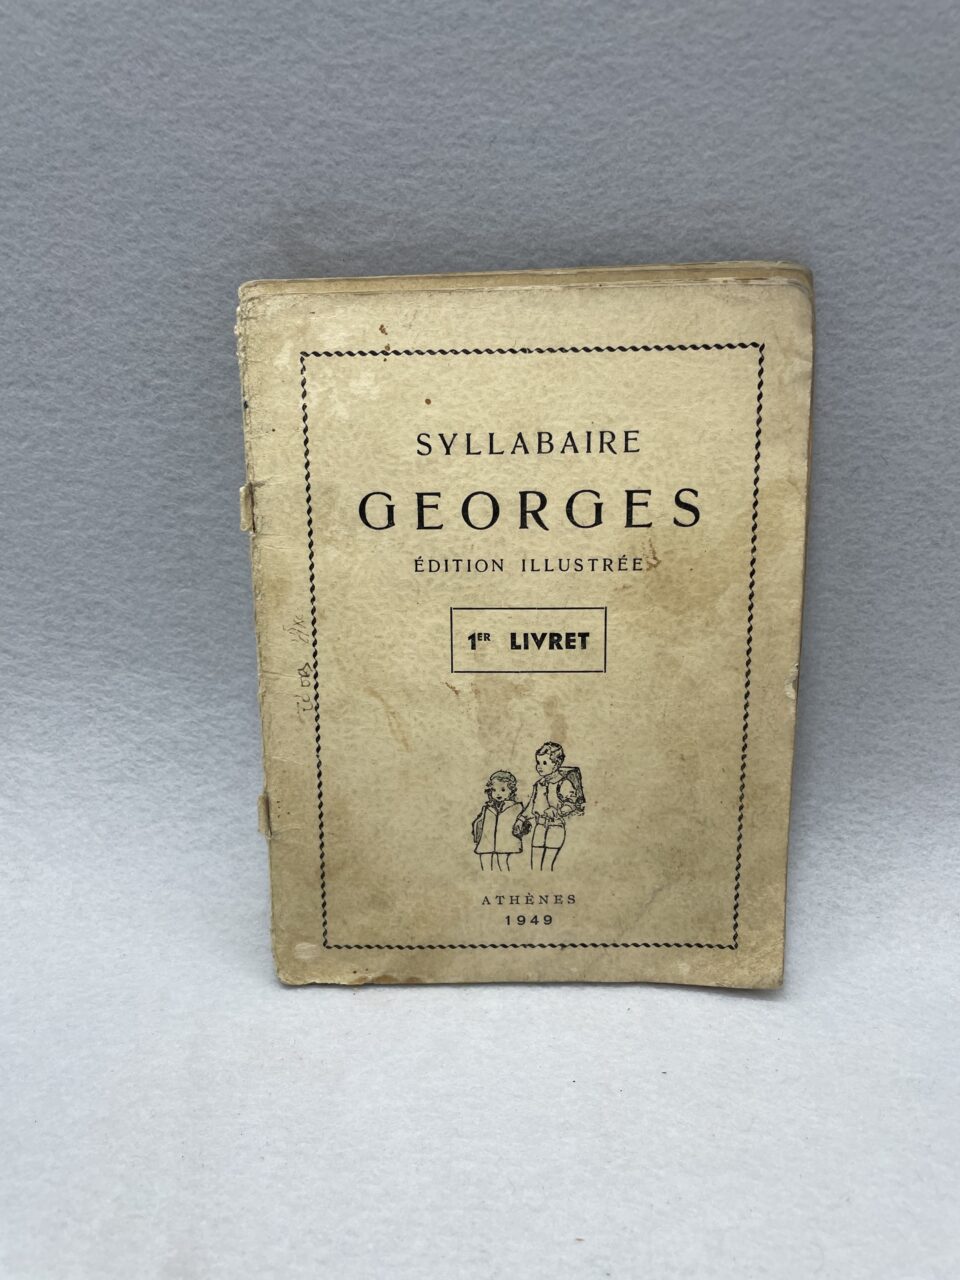 SYLLABAIRE
GEORGES
ÉDITION ILLUSTRÉE
1ER LIVRET
ATHÈNES
1949